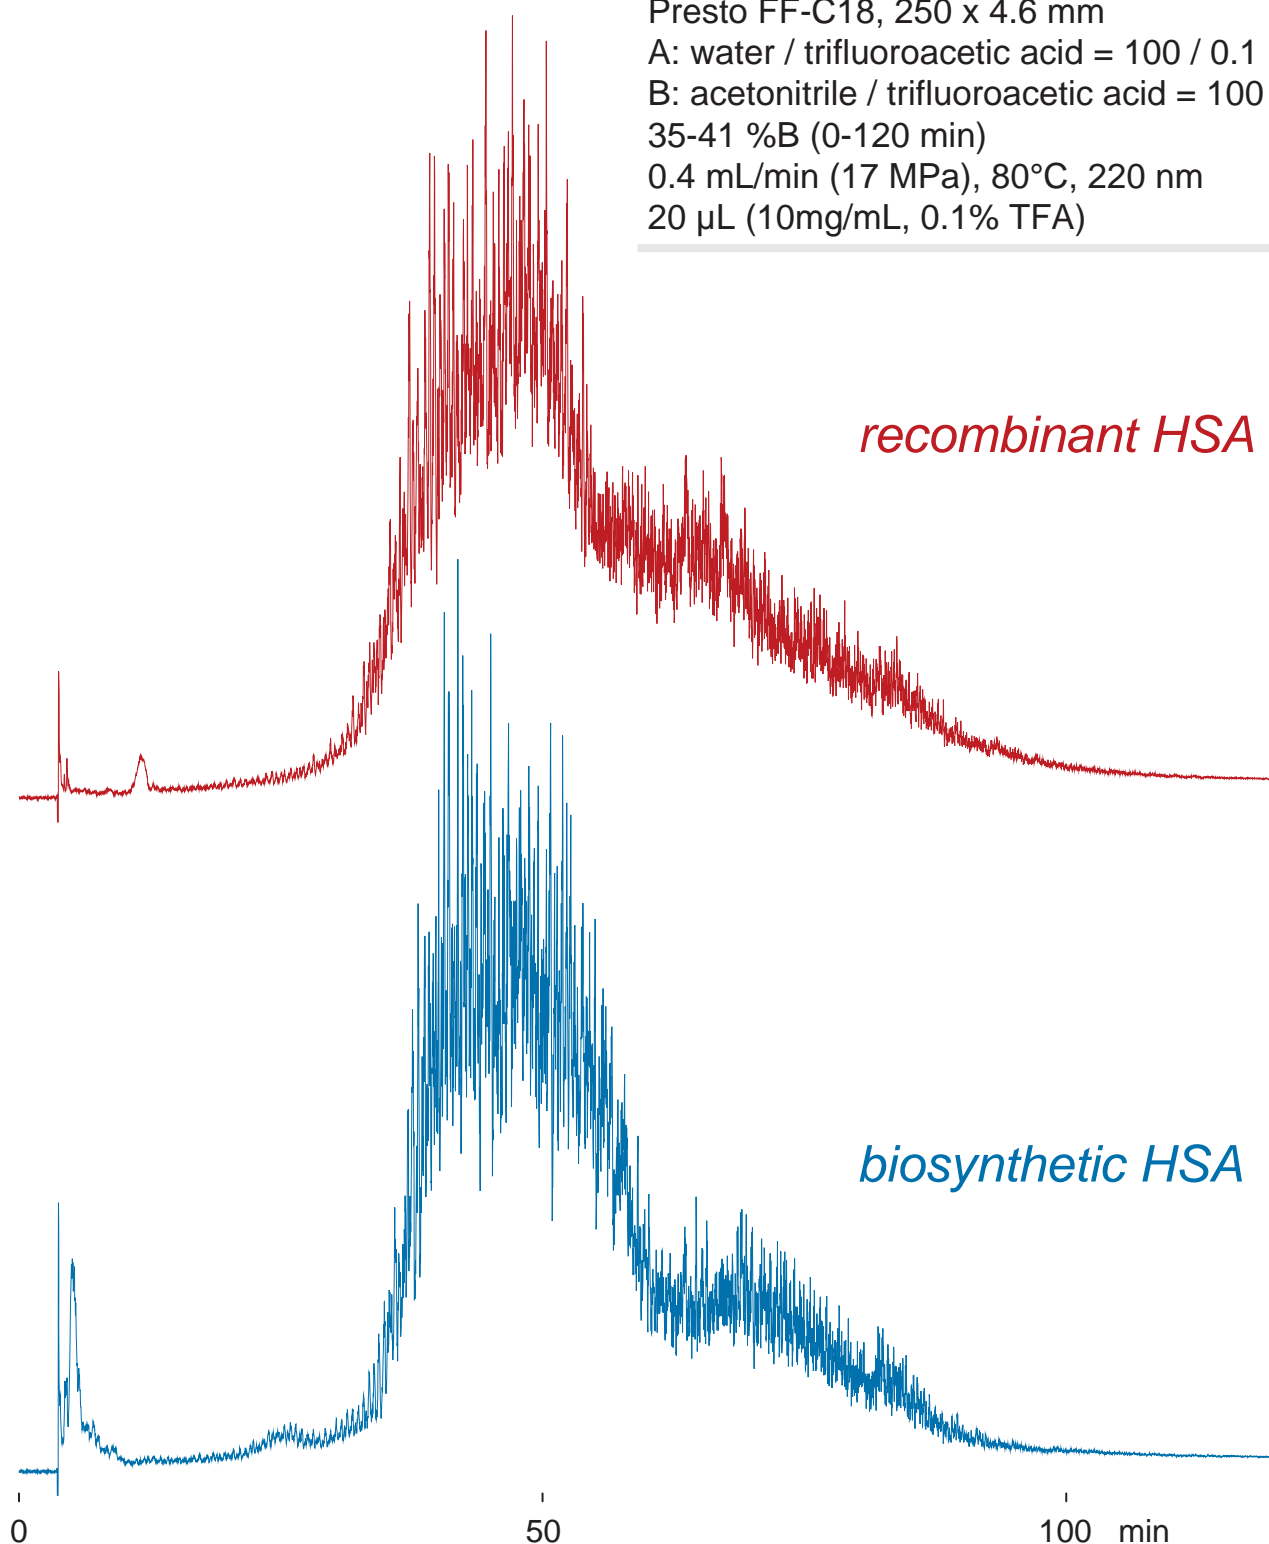 Presto FF-C18, 250 x 4.6 mm
A: water / trifluoroacetic acid = 100 / 0.1
B: acetonitrile / trifluoroacetic acid = 100
35-41 %B (0-120 min)
0.4 mL/min (17 MPa), 80°C, 220 nm
20 µL (10mg/mL, 0.1% TFA)
recombinant HSA
biosynthetic HSA
0 50 100 min